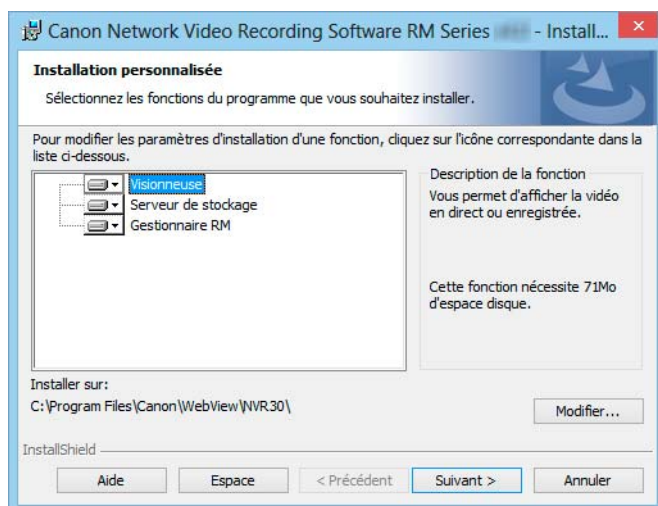 Canon Network Video Recording Software RM Series - Install...
Installation personnalisée
Sélectionnez les fonctions du programme que vous souhaitez installer.
Pour modifier les paramètres d'installation d'une fonction, cliquez sur l'icône correspondante dans la
liste ci-dessous.
Visionneuse
Serveur de stockage
Gestionnaire RM
Description de la fonction
Vous permet d'afficher la vidéo
en direct ou enregistrée.
Cette fonction nécessite 71Mo
d'espace disque.
Installer sur:
C:\Program Files\Canon\WebView\NVR30\
Modifier...
InstallShield
Aide
Espace
< Précédent
Suivant >
Annuler